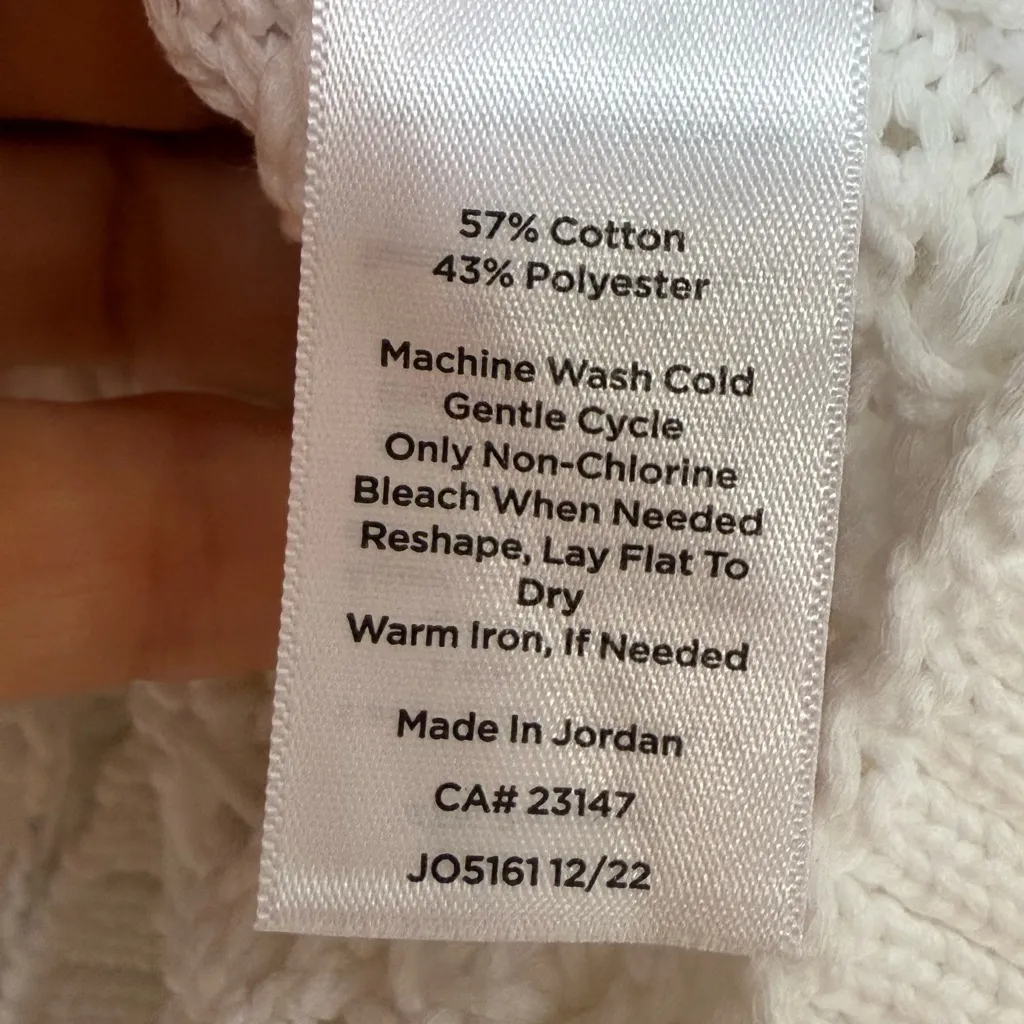 57% Cotton
43% Polyester
Machine Wash Cold
Gentle Cycle
Only Non-Chlorine
Bleach When Needed
Reshape, Lay Flat To
Dry
Warm Iron, If Needed
Made In Jordan
CA# 23147
JO5161 12/22